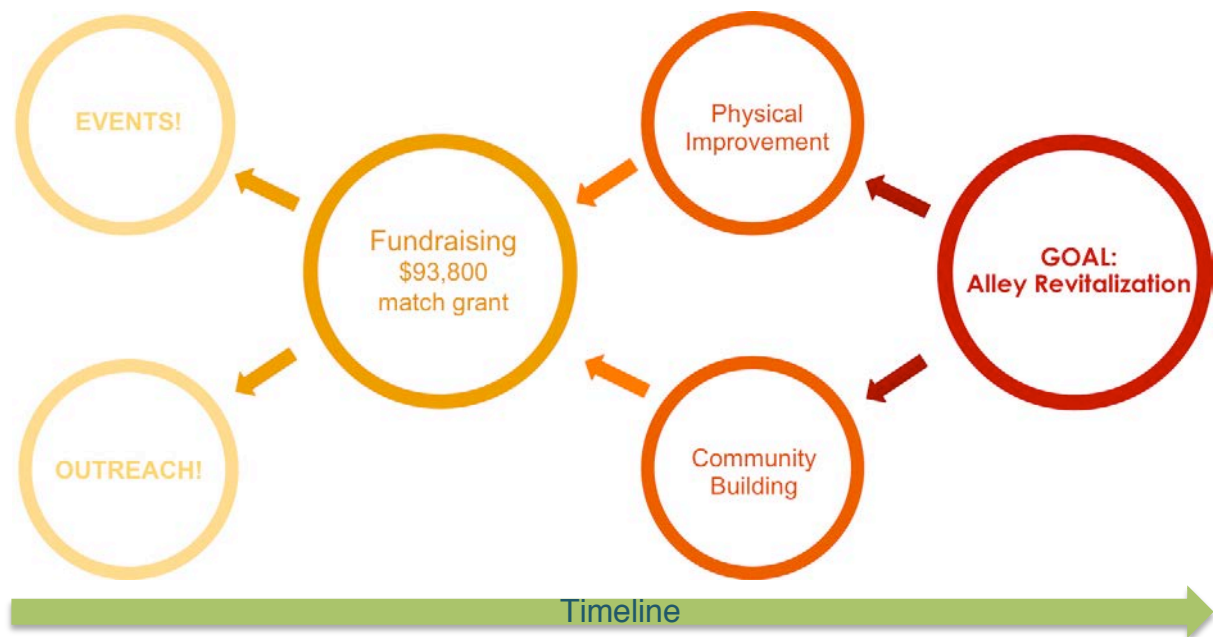 EVENTS!
OUTREACH!
Fundraising
$93,800
match grant
Physical
Improvement
Community
Building
GOAL:
Alley Revitalization
Timeline